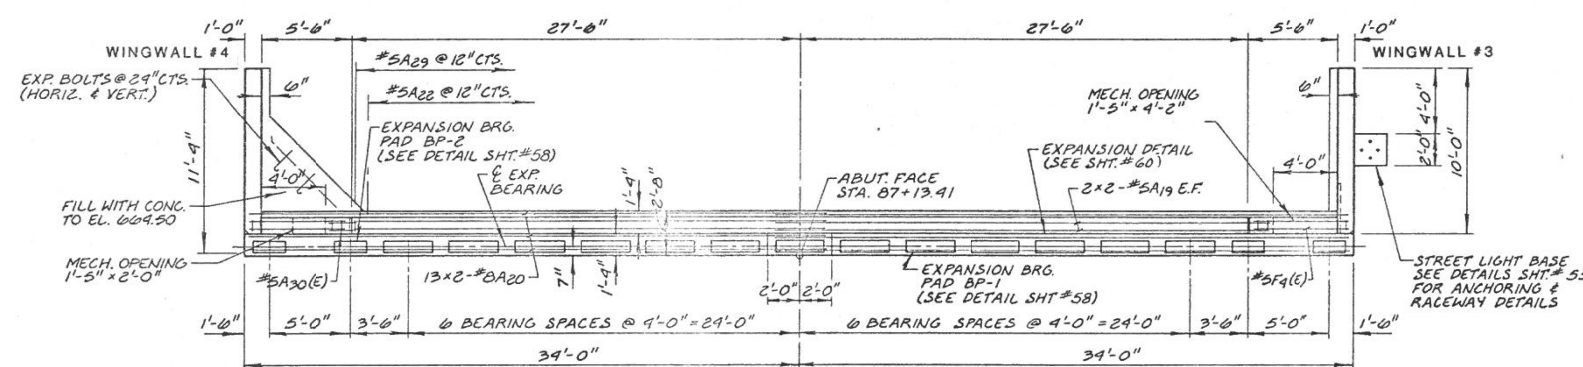 1'-0" 5'-6" 27'-6" 27'-6" 5'-6" 1'-0"
WINGWALL #4
WINGWALL #3
EXP. BOLTS @ 24" CTS.
(HORIZ. & VERT.)
6"
#5A29 @ 12" CTS.
#5A22 @ 12" CTS.
MECH. OPENING
1'-5" x 4'-2"
6"
4'-0"
2'-0"
10'-0"
11'-4"
EXPANSION BRG.
PAD BP-2
(SEE DETAIL SHT. #58)
℄ EXP.
BEARING
1'-4"
2'-8"
ABUT. FACE
STA. 87+13.41
EXPANSION DETAIL
(SEE SHT. #60)
2x2-#5A19 E.F.
4'-0"
4'-0"
FILL WITH CONC.
TO EL. 664.50
MECH. OPENING
1'-5" x 2'-0"
#5A30(E)
13x2-#8A20
7"
1'-4"
2'-0" 2'-0"
EXPANSION BRG.
PAD BP-1
(SEE DETAIL SHT #58)
#5F4(E)
STREET LIGHT BASE
SEE DETAILS SHT. #
FOR ANCHORING &
RACEWAY DETAILS
1'-6" 5'-0" 3'-6" 6 BEARING SPACES @ 4'-0" = 24'-0" 6 BEARING SPACES @ 4'-0" = 24'-0" 3'-6" 5'-0" 1'-6"
34'-0" 34'-0"